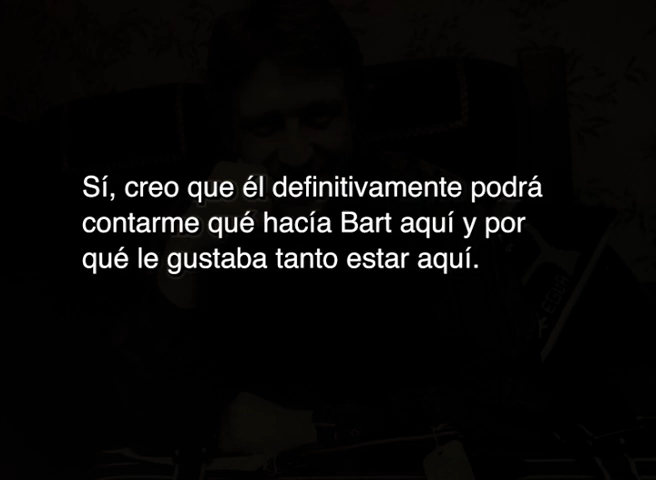 Sí, creo que él definitivamente podrá
contarme qué hacía Bart aquí y por
qué le gustaba tanto estar aquí.